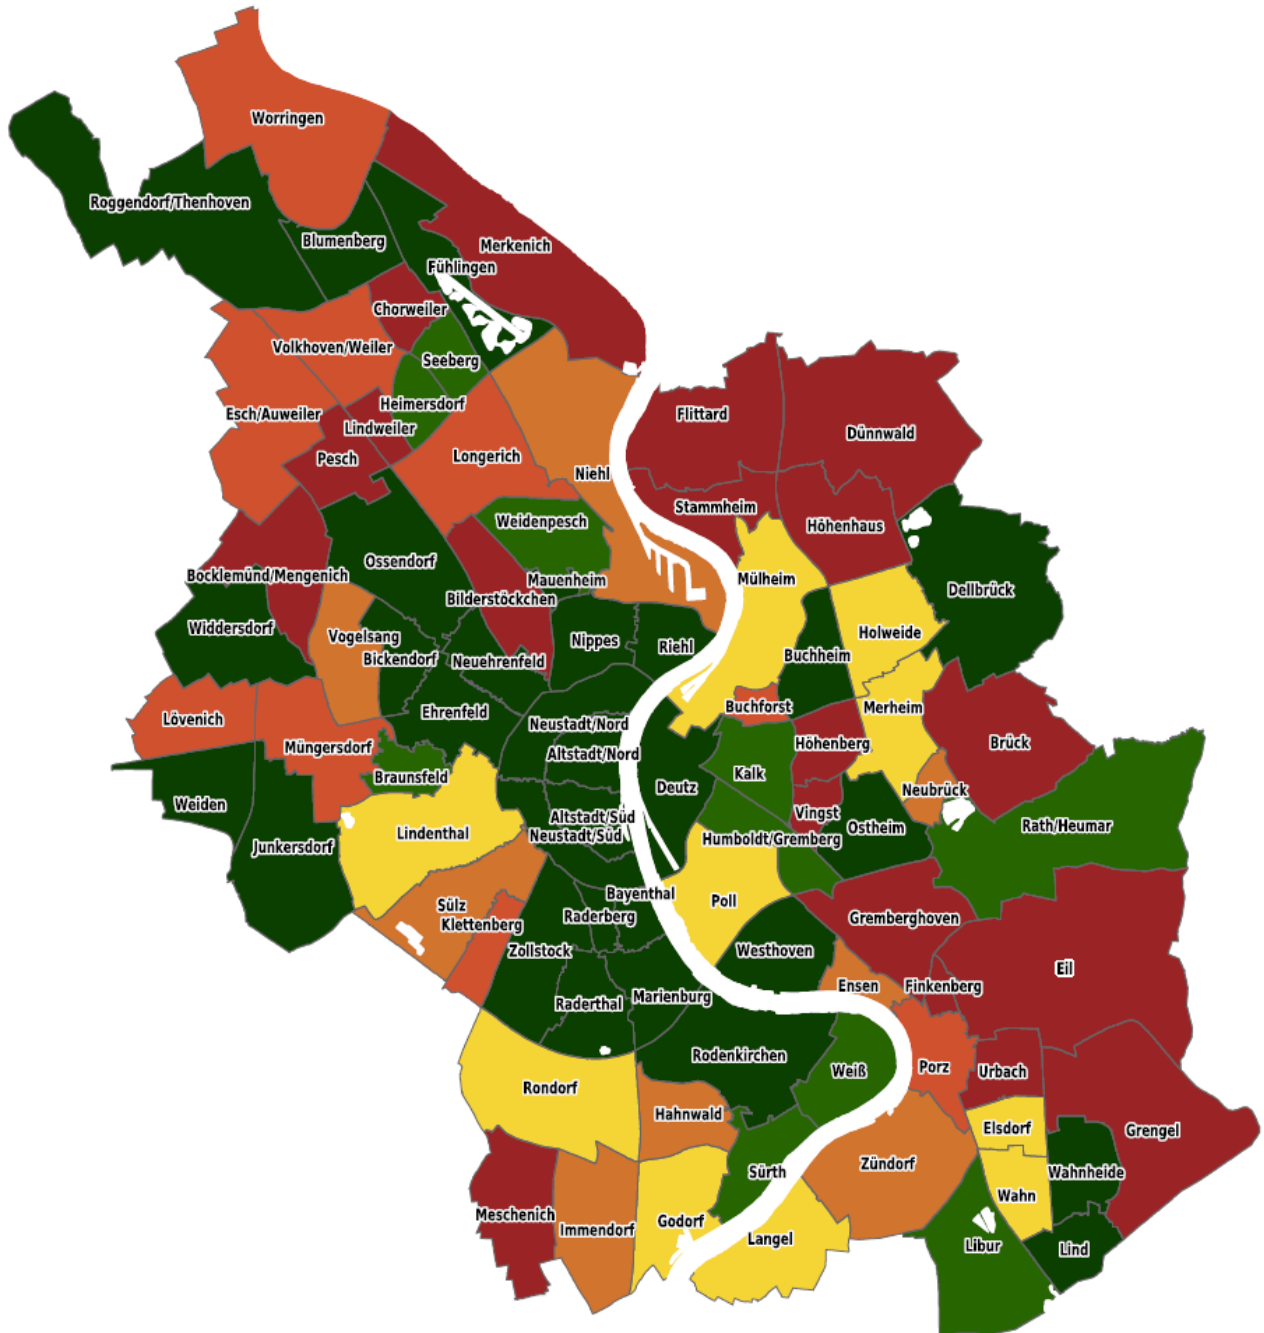 Worringen
Roggendorf/Thenhoven
Blumenberg
Merkenich
Fühlingen
Chorweiler
Volkhoven/Weiler
Seeberg
Heimersdorf
Esch/Auweiler
Lindweiler
Pesch
Longerich
Niehl
Flittard
Dünnwald
Stammheim
Höhenhaus
Weidenpesch
Ossendorf
Bocklemünd/Mengenich
Mauenheim
Mülheim
Bilderstöckchen
Dellbrück
Widdersdorf
Vogelsang
Nippes
Riehl
Holweide
Bickendorf
Neuehrenfeld
Buchheim
Lövenich
Ehrenfeld
Neustadt/Nord
Buchforst
Merheim
Müngersdorf
Altstadt/Nord
Höhenberg
Brück
Braunsfeld
Kalk
Deutz
Neubrück
Weiden
Vingst
Altstadt/Süd
Ostheim
Rath/Heumar
Lindenthal
Neustadt/Süd
Humboldt/Gremberg
Junkersdorf
Bayenthal
Poll
Sülz
Raderberg
Gremberghoven
Klettenberg
Zollstock
Westhoven
Eil
Ensen
Finkenberg
Raderthal
Marienburg
Rodenkirchen
Weiß
Porz
Urbach
Rondorf
Hahnwald
Elsdorf
Grengel
Zündorf
Sürth
Wahnheide
Wahn
Meschenich
Immendorf
Godorf
Langel
Libur
Lind